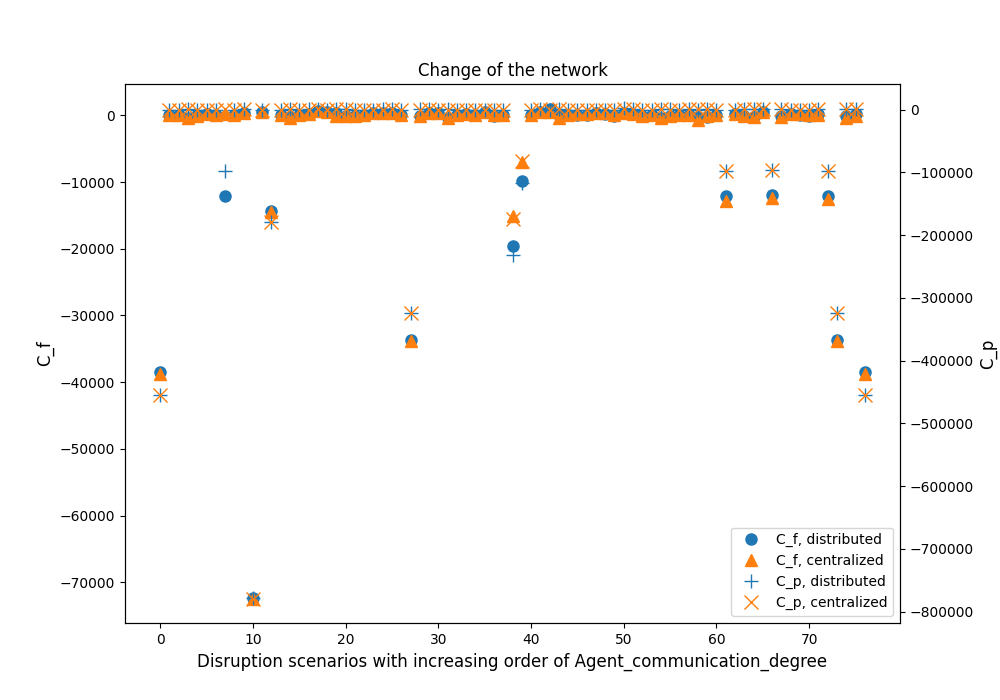 Change of the network
0
−10000
−20000
−30000
−40000
−50000
−60000
−70000
C_f
0
−100000
−200000
−300000
−400000
−500000
−600000
−700000
−800000
C_p
C_f, distributed
C_f, centralized
C_p, distributed
C_p, centralized
0 10 20 30 40 50 60 70
Disruption scenarios with increasing order of Agent_communication_degree